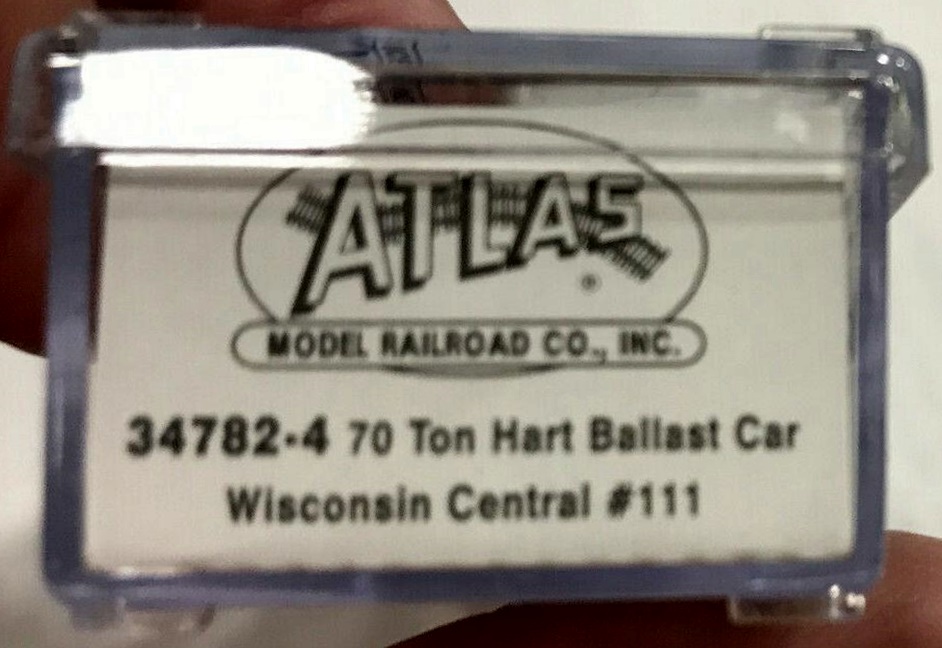 ATLAS
®
MODEL RAILROAD CO., INC.
34782-4 70 Ton Hart Ballast Car
Wisconsin Central #111